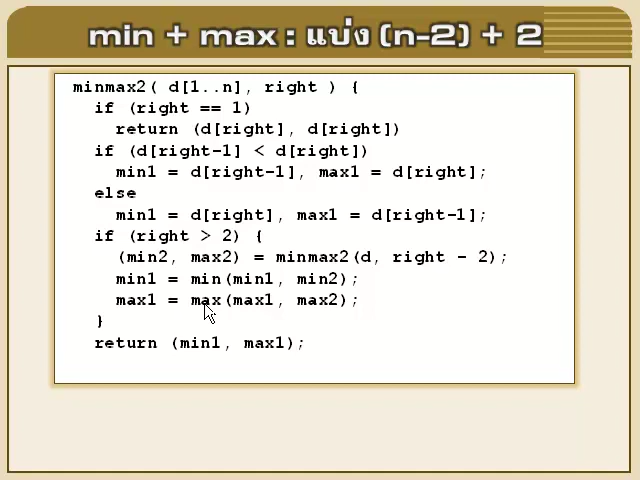 min + max : แบ่ง (n-2) + 2
minmax2( d[1..n], right ) {
if (right == 1)
return (d[right], d[right])
if (d[right-1] < d[right])
min1 = d[right-1], max1 = d[right];
else
min1 = d[right], max1 = d[right-1];
if (right > 2) {
(min2, max2) = minmax2(d, right - 2);
min1 = min(min1, min2);
max1 = max(max1, max2);
}
return (min1, max1);